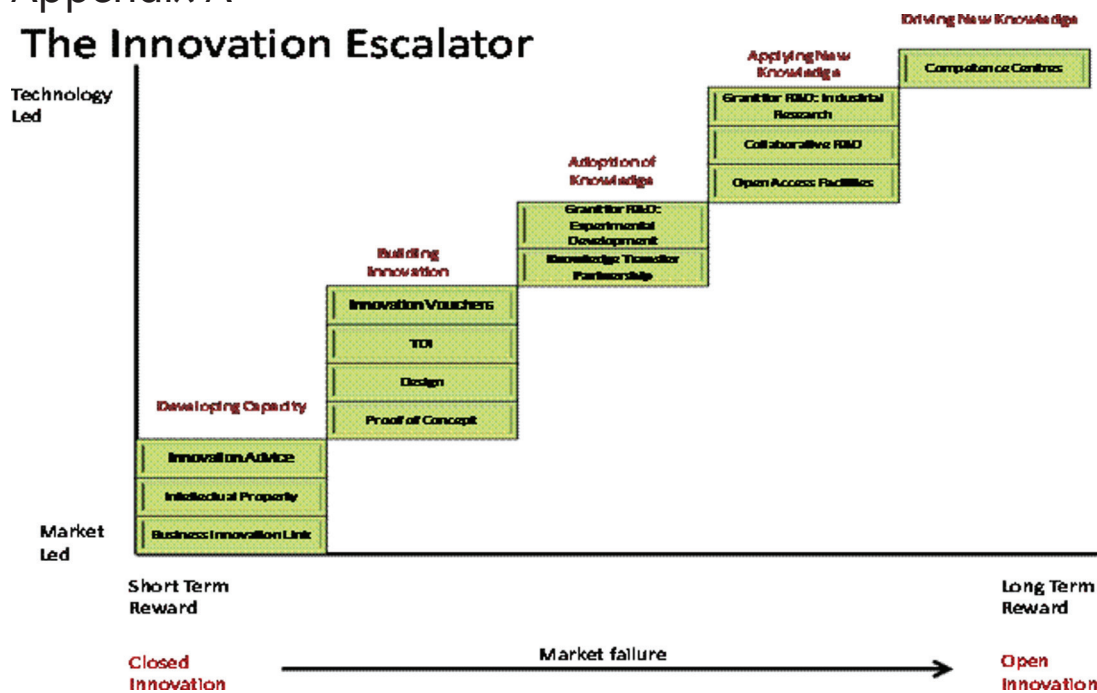 The Innovation Escalator
Driving New Knowledge
Technology
Led
Applying New
Knowledge
Competence Centres
Grant for R&D: Industrial
Research
Collaborative R&D
Open Access Facilities
Adoption of
Knowledge
Grant for R&D:
Experimental
Development
Knowledge Transfer
Partnership
Building
Innovation
Innovation Vouchers
TDI
Design
Proof of Concept
Developing Capacity
Innovation Advice
Intellectual Property
Business Innovation Link
Market
Led
Short Term
Reward
Long Term
Reward
Closed
Innovation
Market failure
Open
Innovation